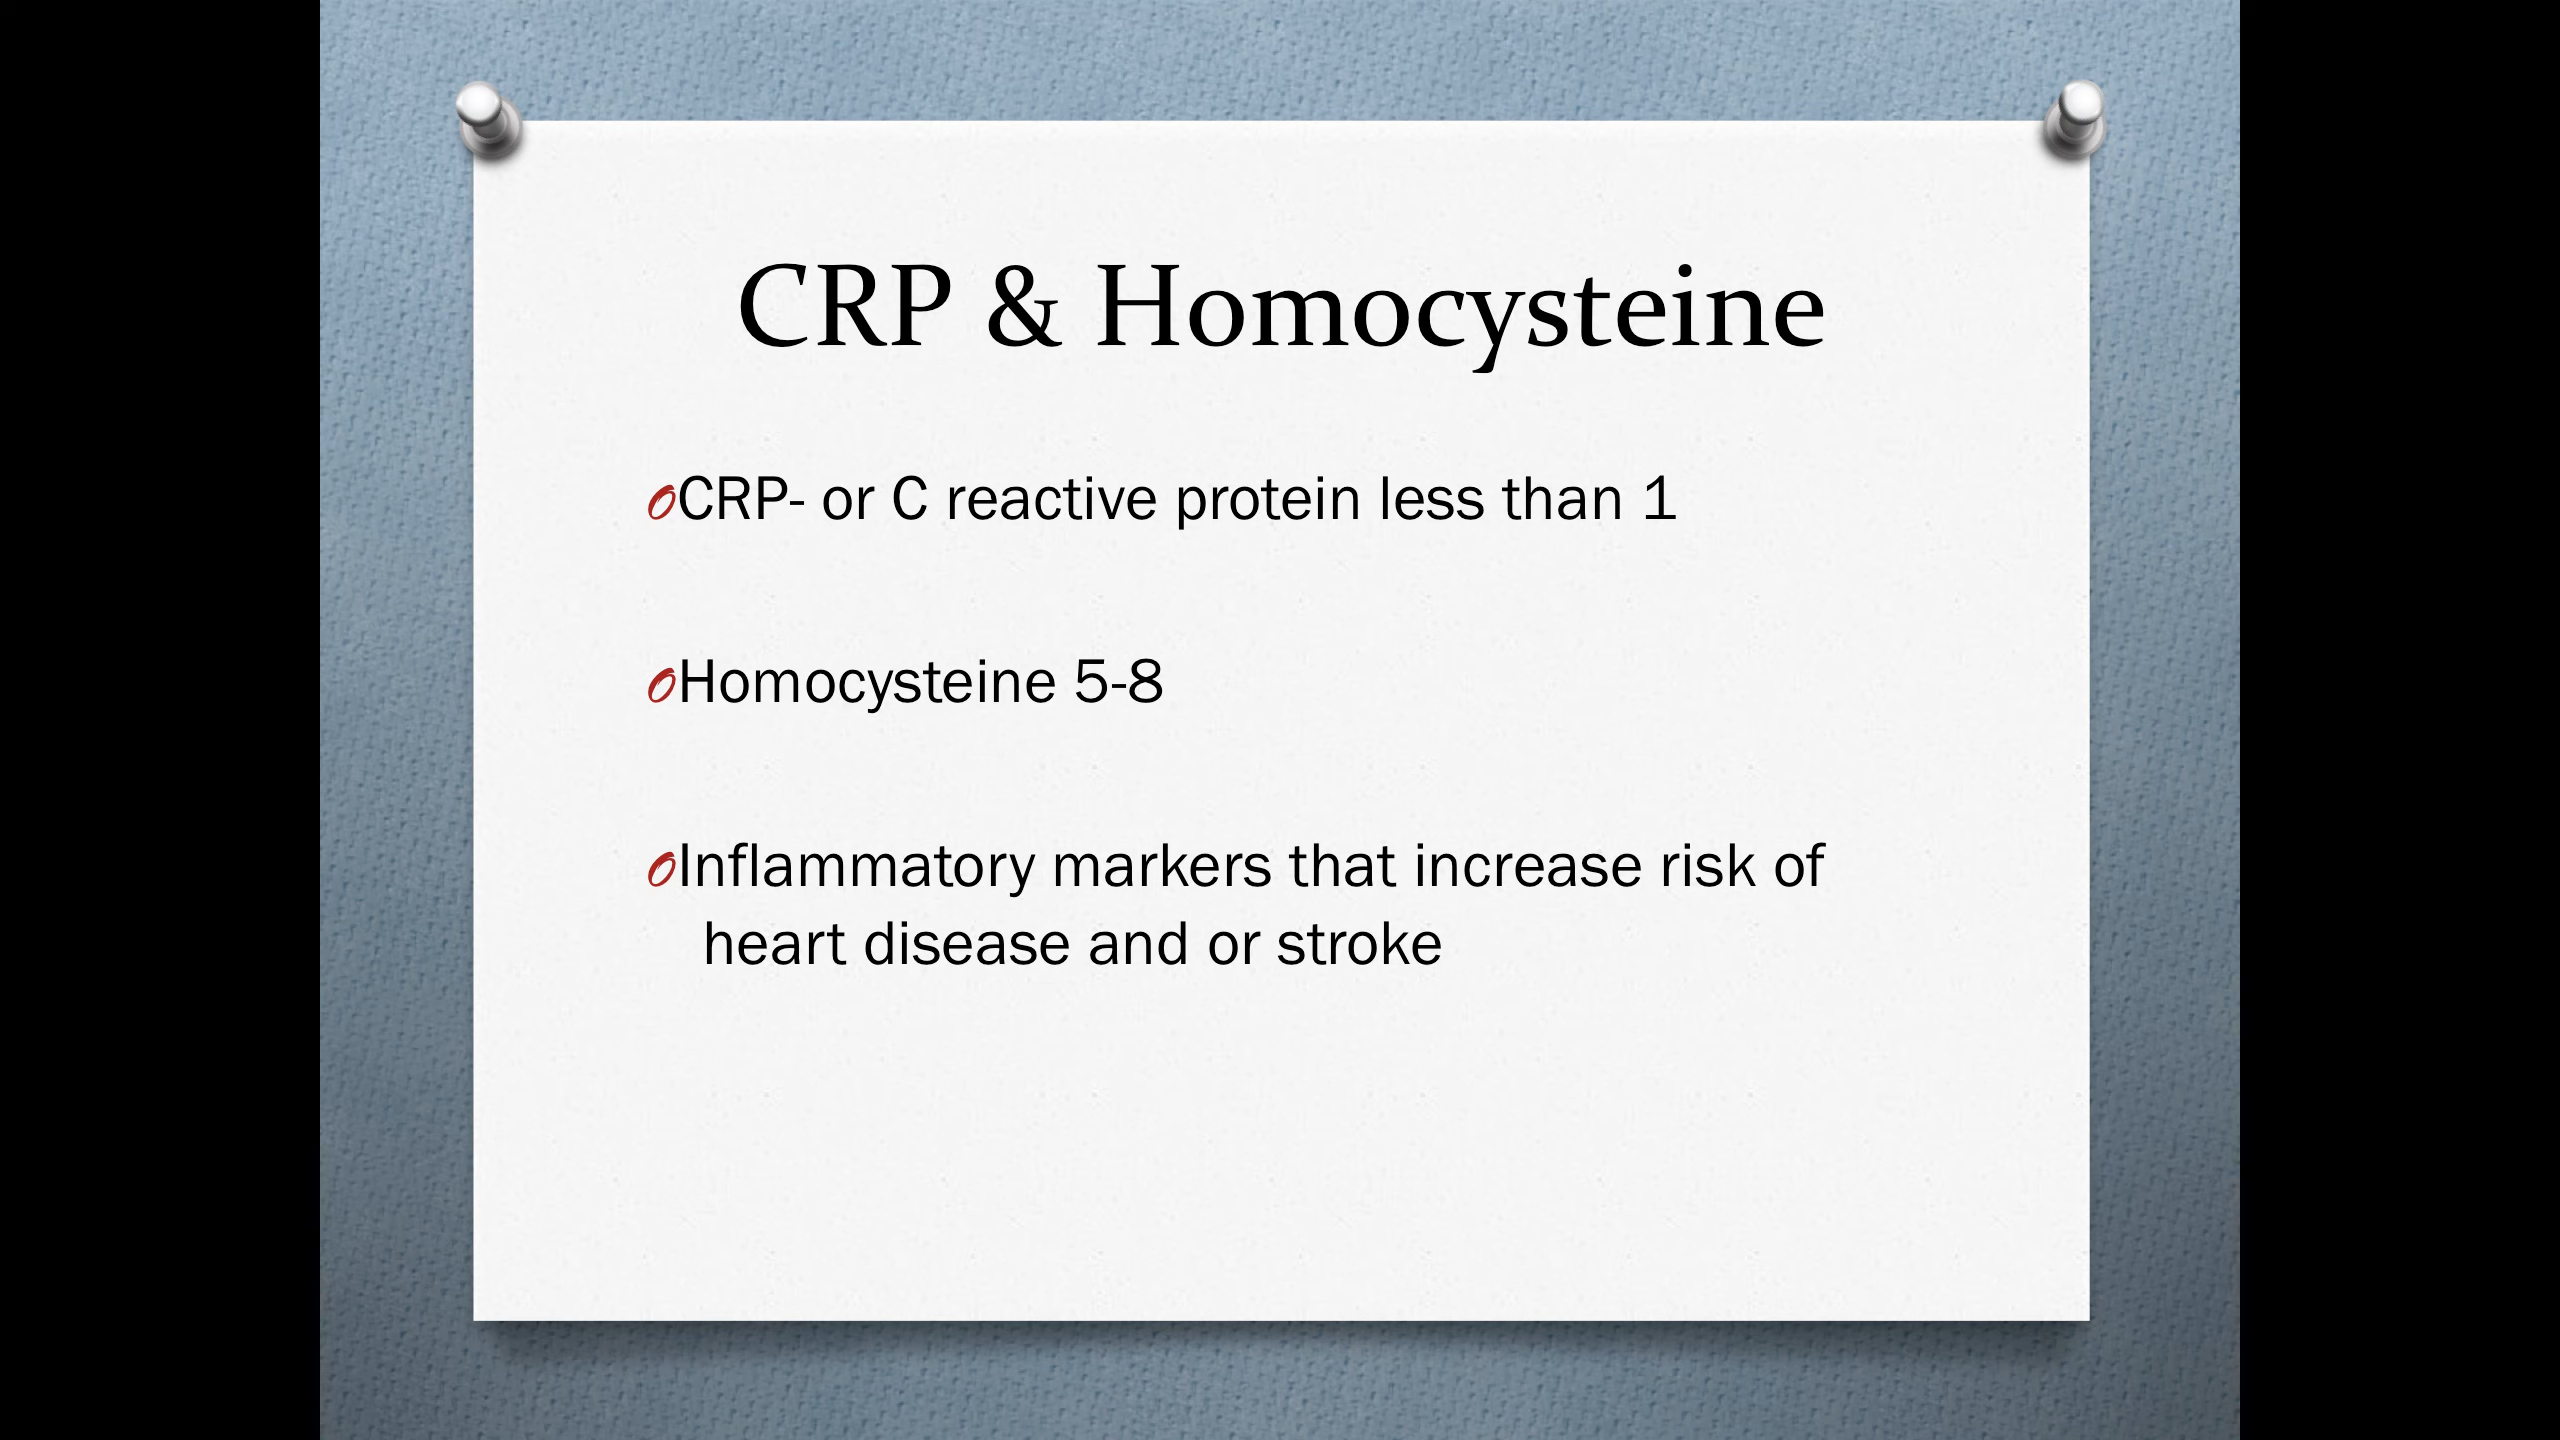 CRP & Homocysteine
CRP- or C reactive protein less than 1
Homocysteine 5-8
Inflammatory markers that increase risk of
heart disease and or stroke